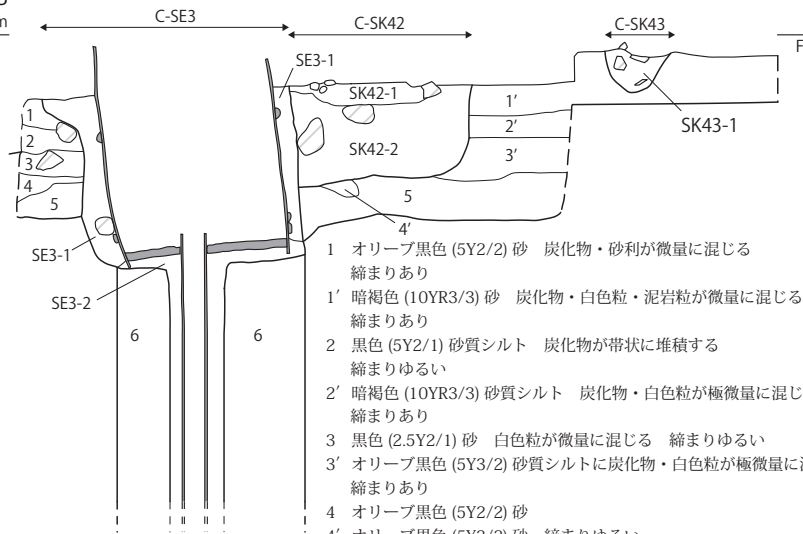 m
C-SE3
C-SK42
C-SK43
F
SE3-1
SK42-1
SK43-1
SK42-2
1
2
3
4
5
1′
2′
3′
5
4′
SE3-1
SE3-2
6
6
1 オリーブ黒色 (5Y2/2) 砂 炭化物・砂利が微量に混じる
締まりあり
1′ 暗褐色 (10YR3/3) 砂 炭化物・白色粒・泥岩粒が微量に混じる
締まりあり
2 黒色 (5Y2/1) 砂質シルト 炭化物が帯状に堆積する
締まりゆるい
2′ 暗褐色 (10YR3/3) 砂質シルト 炭化物・白色粒が極微量に混じ
締まりあり
3 黒色 (2.5Y2/1) 砂 白色粒が微量に混じる 締まりゆるい
3′ オリーブ黒色 (5Y3/2) 砂質シルトに炭化物・白色粒が極微量に
締まりあり
4 オリーブ黒色 (5Y2/2) 砂